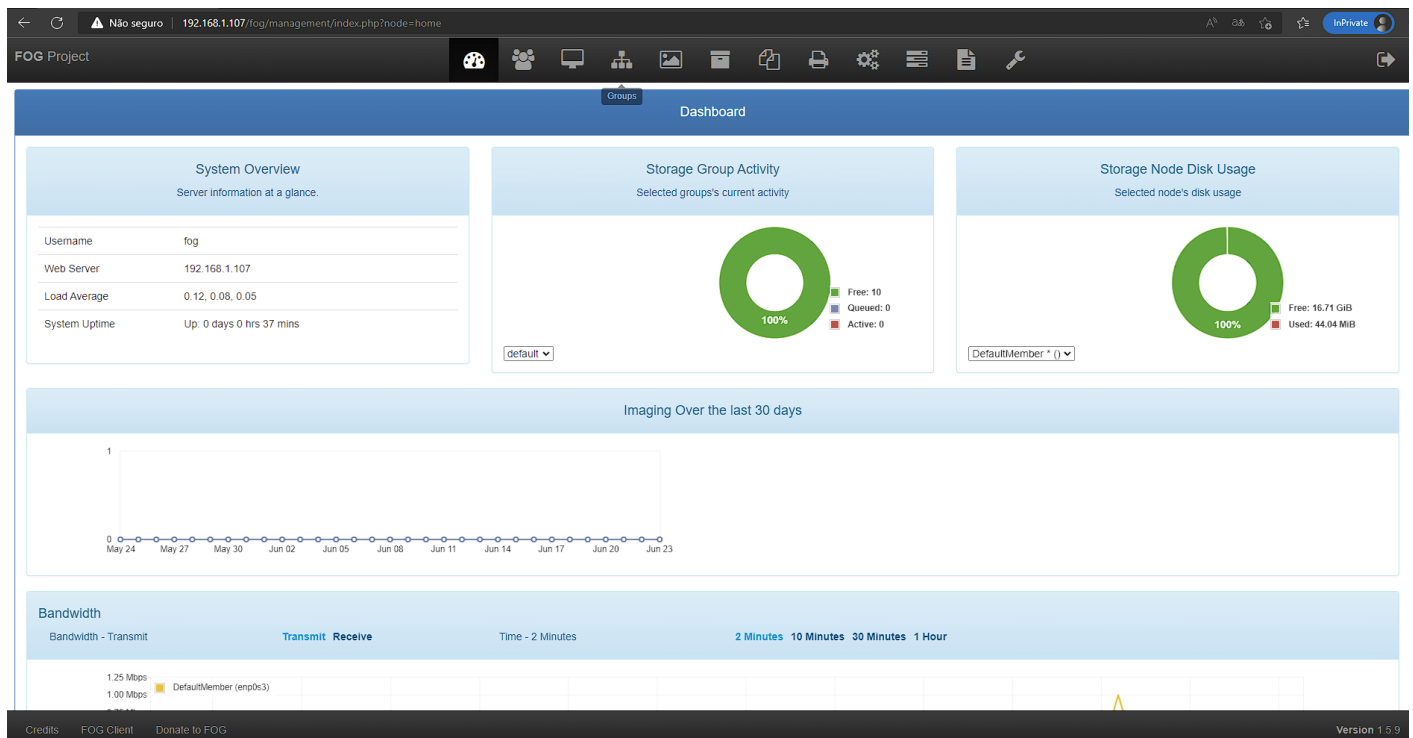 Não seguro 192.168.1.107/fog/management/index.php?node=home InPrivate
FOG Project
Groups
Dashboard
System Overview
Server information at a glance.
Username fog
Web Server 192.168.1.107
Load Average 0.12, 0.08, 0.05
System Uptime Up: 0 days 0 hrs 37 mins
Storage Group Activity
Selected groups's current activity
Free: 10
Queued: 0
Active: 0
100%
default
Storage Node Disk Usage
Selected node's disk usage
Free: 16.71 GiB
Used: 44.04 MiB
100%
DefaultMember * ()
Imaging Over the last 30 days
1
0
May 24 May 27 May 30 Jun 02 Jun 05 Jun 08 Jun 11 Jun 14 Jun 17 Jun 20 Jun 23
Bandwidth
Bandwidth - Transmit Transmit Receive Time - 2 Minutes 2 Minutes 10 Minutes 30 Minutes 1 Hour
1.25 Mbps
DefaultMember (enp0s3)
1.00 Mbps
Credits FOG Client Donate to FOG Version 1.5.9